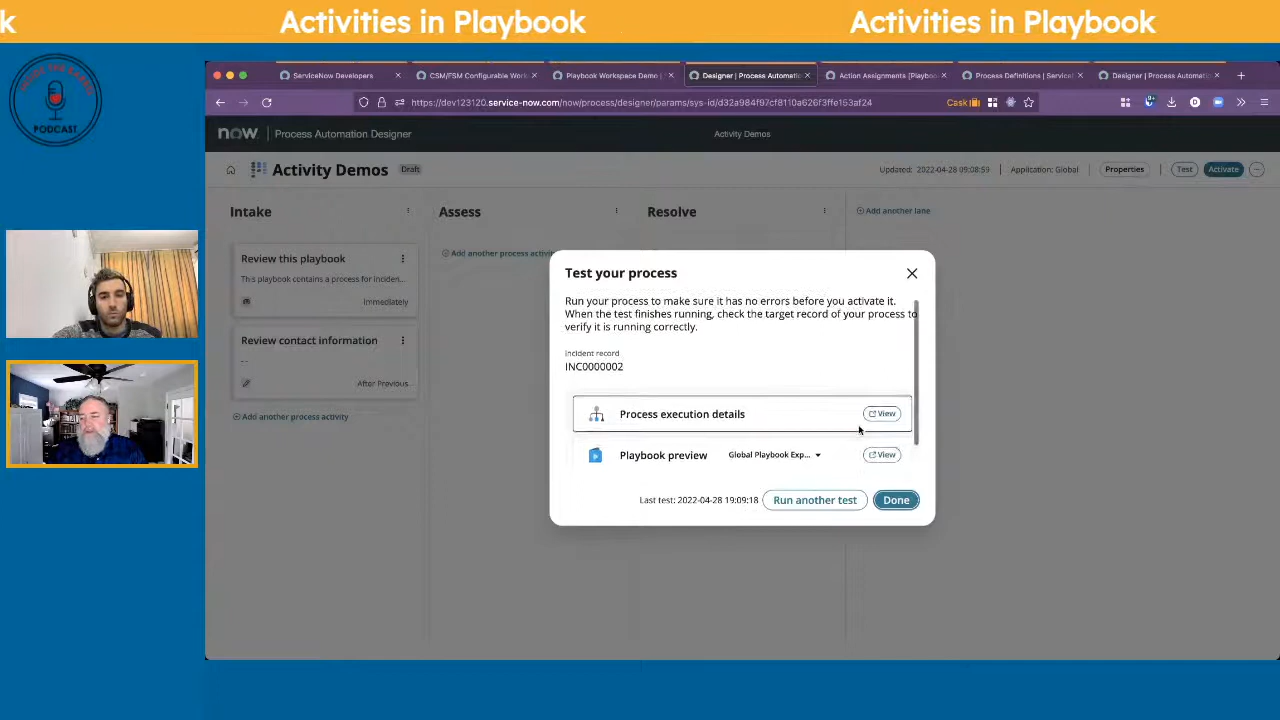 k
Activities in Playbook
Activities in Playbook
PODCAST
ServiceNow Developers
CSM/FSM Configurable Work
Playbook Workspace Demo |
Designer | Process Automatio
Action Assignments [Playboo
Process Definitions | Servicel
Designer | Process Automatio
https://dev123120.service-now.com/now/process/designer/params/sys-id/d32a984f97cf8110a626f3ffe153af24
Cask
now
Process Automation Designer
Activity Demos
Activity Demos
Draft
Updated: 2022-04-28 09:08:59
Application: Global
Properties
Test
Activate
Intake
Assess
Resolve
Add another lane
Review this playbook
This playbook contains a process for inciden...
Immediately
Review contact information
--
After Previous
Add another process activity
Add another process activi
Test your process
Run your process to make sure it has no errors before you activate it.
When the test finishes running, check the target record of your process to
verify it is running correctly.
Incident record
INC0000002
Process execution details
View
Playbook preview
Global Playbook Exp...
View
Last test: 2022-04-28 19:09:18
Run another test
Done